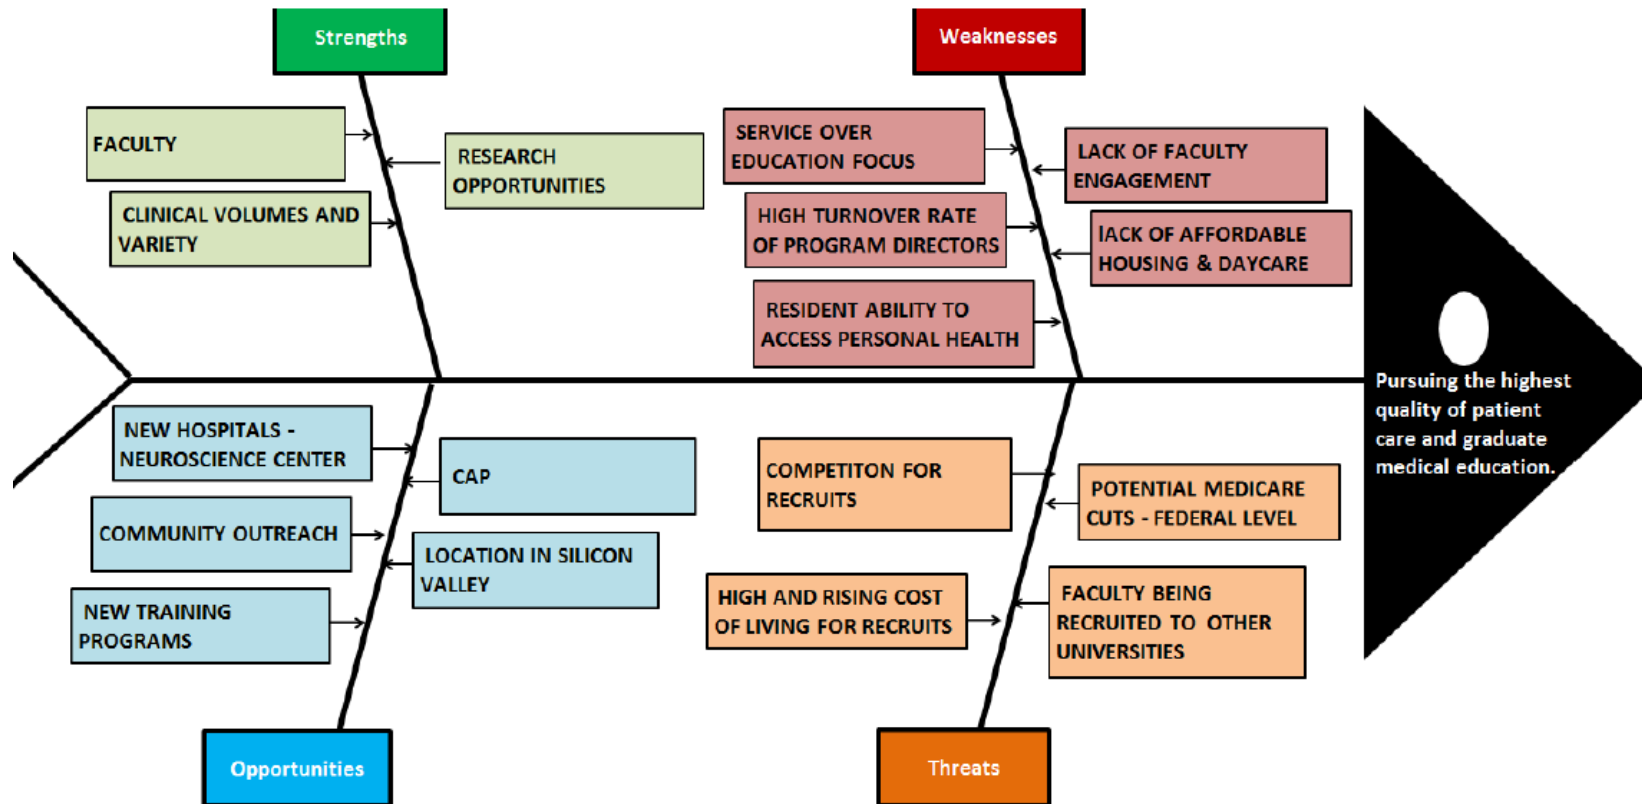 Strengths
FACULTY
RESEARCH
OPPORTUNITIES
CLINICAL VOLUMES AND
VARIETY
Weaknesses
SERVICE OVER
EDUCATION FOCUS
LACK OF FACULTY
ENGAGEMENT
HIGH TURNOVER RATE
OF PROGRAM DIRECTORS
lACK OF AFFORDABLE
HOUSING & DAYCARE
RESIDENT ABILITY TO
ACCESS PERSONAL HEALTH
Pursuing the highest
quality of patient
care and graduate
medical education.
NEW HOSPITALS -
NEUROSCIENCE CENTER
CAP
COMMUNITY OUTREACH
LOCATION IN SILICON
VALLEY
NEW TRAINING
PROGRAMS
Opportunities
COMPETITON FOR
RECRUITS
POTENTIAL MEDICARE
CUTS - FEDERAL LEVEL
HIGH AND RISING COST
OF LIVING FOR RECRUITS
FACULTY BEING
RECRUITED TO OTHER
UNIVERSITIES
Threats